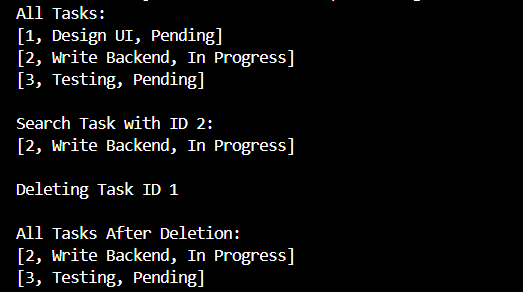 All Tasks:
[1, Design UI, Pending]
[2, Write Backend, In Progress]
[3, Testing, Pending]
Search Task with ID 2:
[2, Write Backend, In Progress]
Deleting Task ID 1
All Tasks After Deletion:
[2, Write Backend, In Progress]
[3, Testing, Pending]